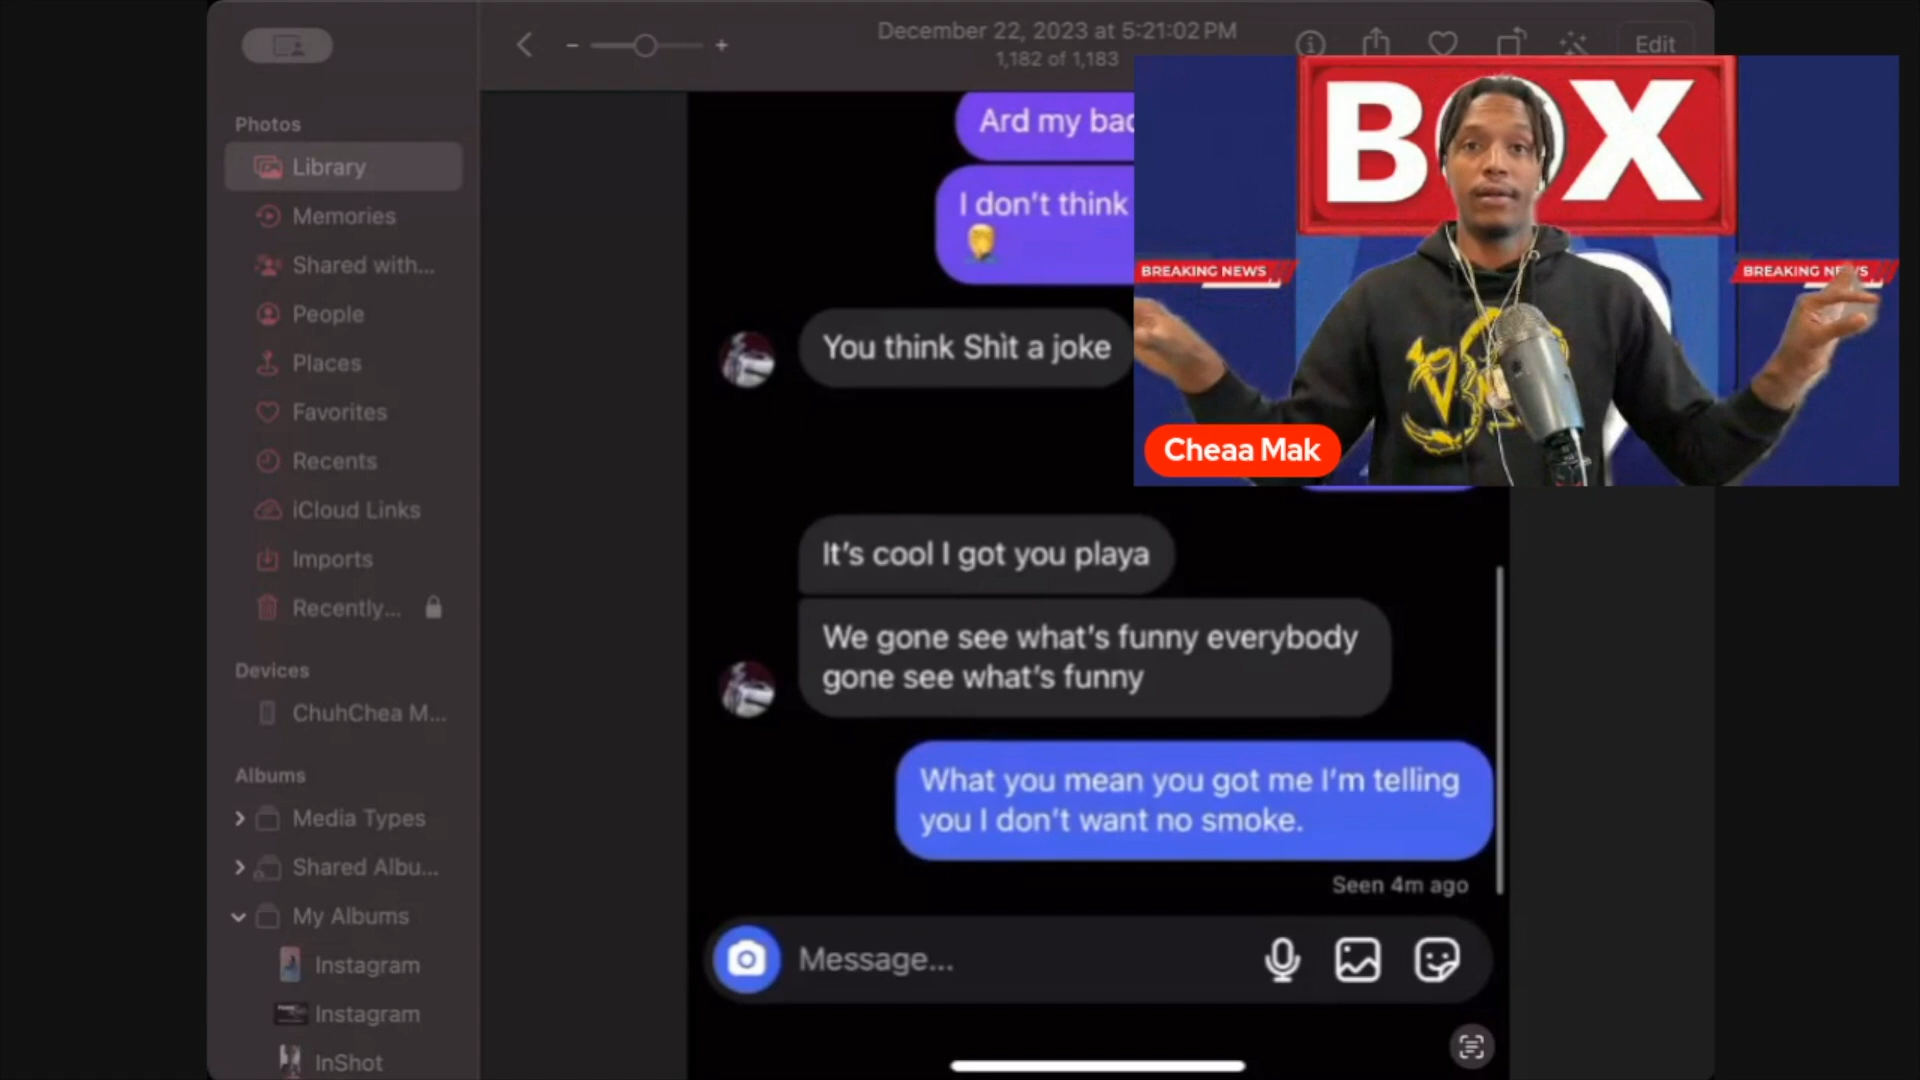 December 22, 2023 at 5:21:02 PM
1,182 of 1,183
Edit
Photos
Library
Memories
Shared with...
People
Places
Favorites
Recents
iCloud Links
Imports
Recently...
Devices
ChuhChea M...
Albums
Media Types
Shared Albu...
My Albums
Instagram
Instagram
InShot
Ard my bad
I don't think
You think Shìt a joke
It's cool I got you playa
We gone see what's funny everybody
gone see what's funny
What you mean you got me I'm telling
you I don't want no smoke.
Seen 4m ago
Message...
BOX
BREAKING NEWS
BREAKING NEWS
Cheaa Mak